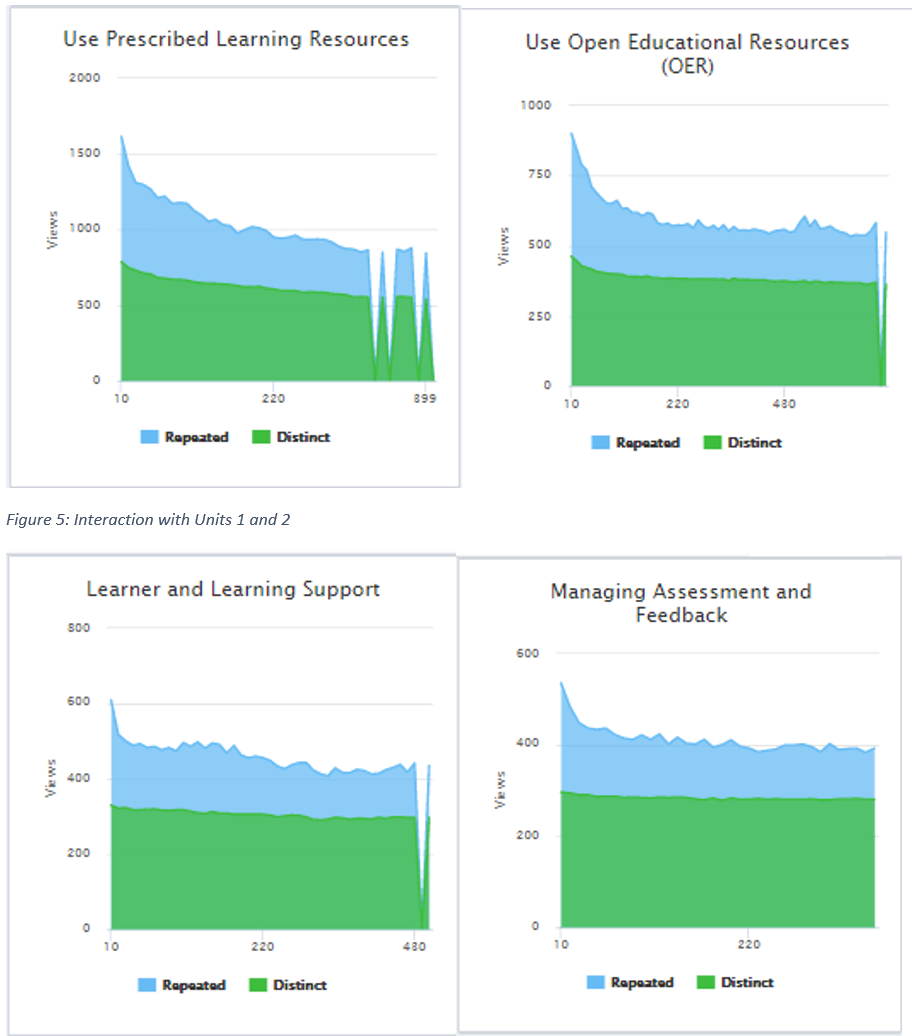 Use Prescribed Learning Resources
2000
1500
1000
500
0
Views
10
220
899
Repeated
Distinct
Use Open Educational Resources
(OER)
1000
750
500
250
0
Views
10
220
480
Repeated
Distinct
Figure 5: Interaction with Units 1 and 2
Learner and Learning Support
800
600
400
200
0
Views
10
220
480
Repeated
Distinct
Managing Assessment and
Feedback
600
400
200
0
Views
10
220
Repeated
Distinct